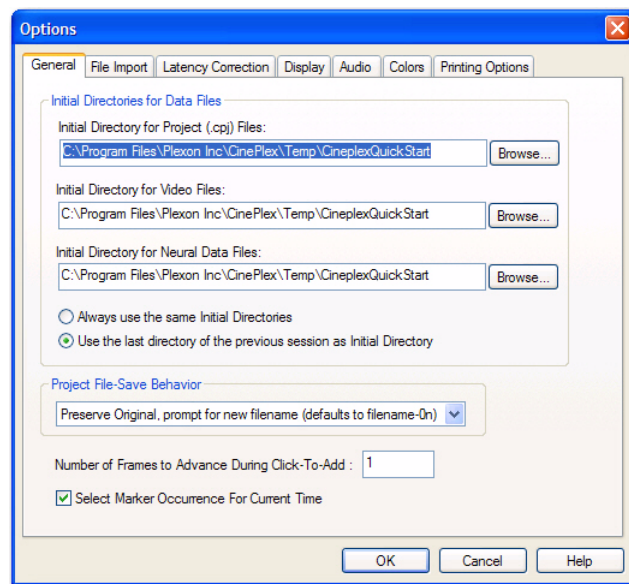 Options
General File Import Latency Correction Display Audio Colors Printing Options
Initial Directories for Data Files
Initial Directory for Project (.cpj) Files:
C:\Program Files\Plexon Inc\CinePlex\Temp\CineplexQuickStart Browse...
Initial Directory for Video Files:
C:\Program Files\Plexon Inc\CinePlex\Temp\CineplexQuickStart Browse...
Initial Directory for Neural Data Files:
C:\Program Files\Plexon Inc\CinePlex\Temp\CineplexQuickStart Browse...
Always use the same Initial Directories
Use the last directory of the previous session as Initial Directory
Project File-Save Behavior
Preserve Original, prompt for new filename (defaults to filename-0n)
Number of Frames to Advance During Click-To-Add : 1
Select Marker Occurrence For Current Time
OK Cancel Help